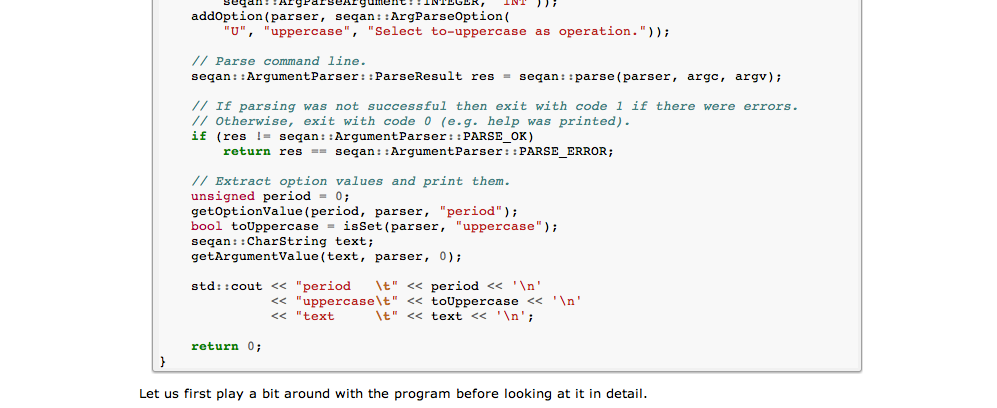 seqan::ArgParseArgument::INTEGER, "INT"));
addOption(parser, seqan::ArgParseOption(
"U", "uppercase", "Select to-uppercase as operation."));
// Parse command line.
seqan::ArgumentParser::ParseResult res = seqan::parse(parser, argc, argv);
// If parsing was not successful then exit with code 1 if there were errors.
// Otherwise, exit with code 0 (e.g. help was printed).
if (res != seqan::ArgumentParser::PARSE_OK)
return res == seqan::ArgumentParser::PARSE_ERROR;
// Extract option values and print them.
unsigned period = 0;
getOptionValue(period, parser, "period");
bool toUppercase = isSet(parser, "uppercase");
seqan::CharString text;
getArgumentValue(text, parser, 0);
std::cout << "period   \t" << period << '\n'
<< "uppercase\t" << toUppercase << '\n'
<< "text     \t" << text << '\n';
return 0;
}
Let us first play a bit around with the program before looking at it in detail.